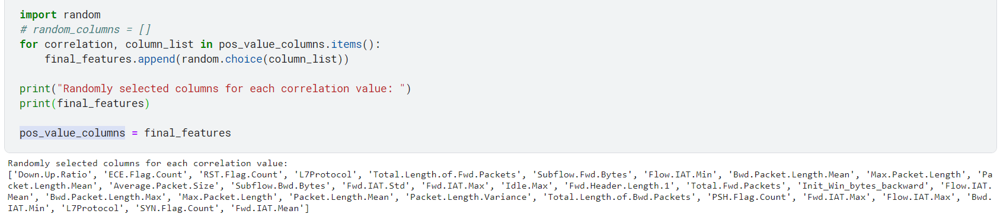 import random
# random_columns = []
for correlation, column_list in pos_value_columns.items():
    final_features.append(random.choice(column_list))
print("Randomly selected columns for each correlation value: ")
print(final_features)
pos_value_columns = final_features
Randomly selected columns for each correlation value:
['Down.Up.Ratio', 'ECE.Flag.Count', 'RST.Flag.Count', 'L7Protocol', 'Total.Length.of.Fwd.Packets', 'Subflow.Fwd.Bytes', 'Flow.IAT.Min', 'Bwd.Packet.Length.Mean', 'Max.Packet.Length', 'Pa
cket.Length.Mean', 'Average.Packet.Size', 'Subflow.Bwd.Bytes', 'Fwd.IAT.Std', 'Fwd.IAT.Max', 'Idle.Max', 'Fwd.Header.Length.1', 'Total.Fwd.Packets', 'Init_Win_bytes_backward', 'Flow.IAT.
Mean', 'Bwd.Packet.Length.Max', 'Max.Packet.Length', 'Packet.Length.Mean', 'Packet.Length.Variance', 'Total.Length.of.Bwd.Packets', 'PSH.Flag.Count', 'Fwd.IAT.Max', 'Flow.IAT.Max', 'Bwd.
IAT.Min', 'L7Protocol', 'SYN.Flag.Count', 'Fwd.IAT.Mean']